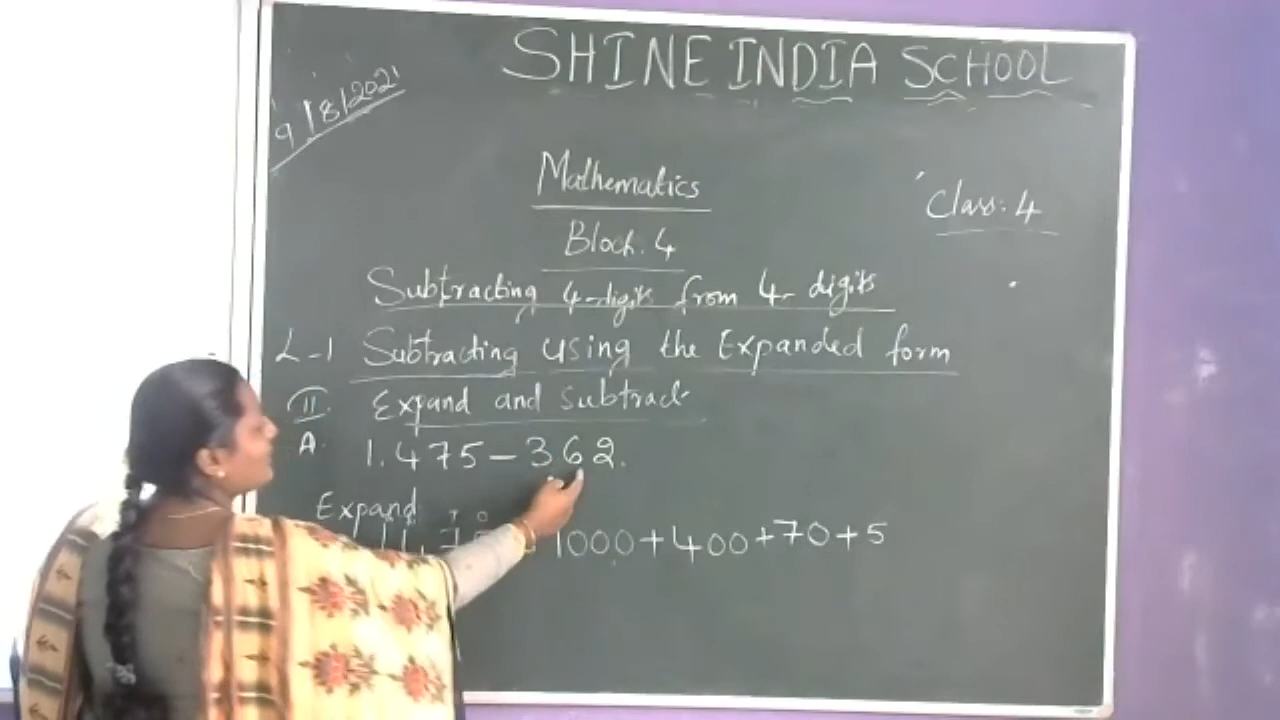 SHINE INDIA SCHOOL
9/8/2021
Mathematics
Class: 4
Block. 4
Subtracting 4-digits from 4- digits
L-1 Subtracting using the Expanded form
II. Expand and subtract
A. 1.475-362.
Expand
T O
1000+400+70+5